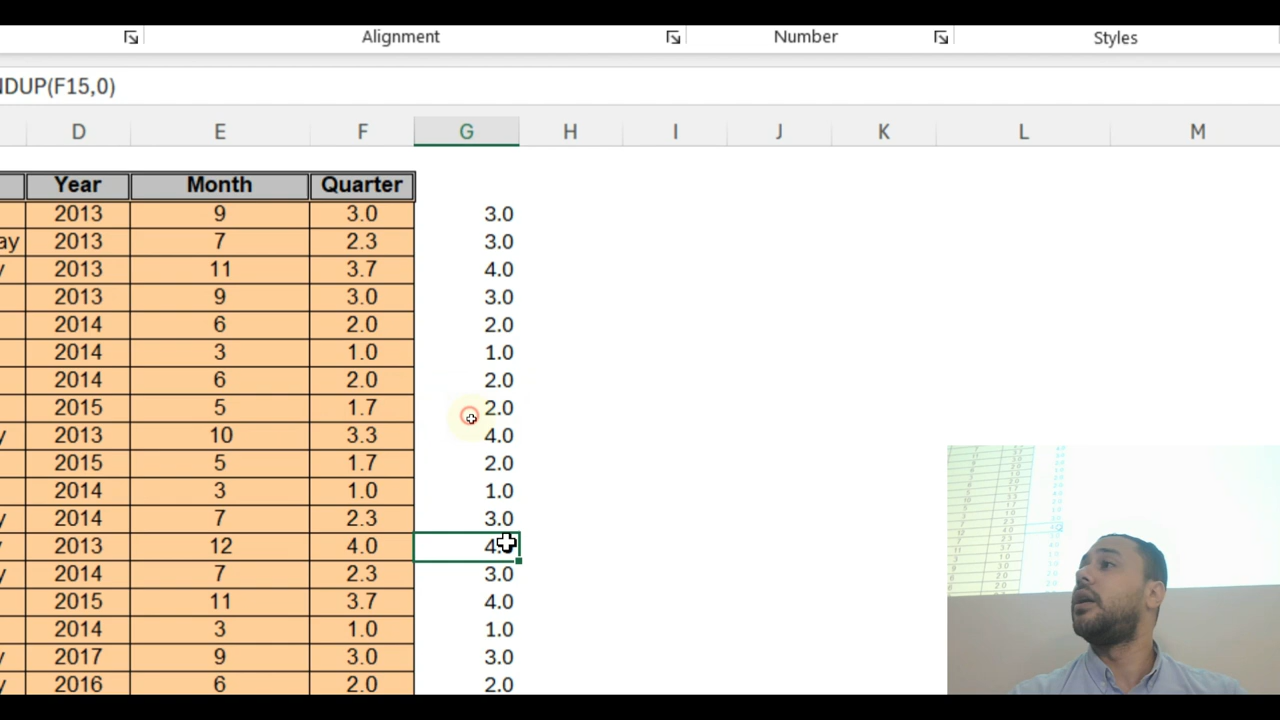 Alignment Number Styles
NDUP(F15,0)
D E F G H I J K L M
Year Month Quarter
2013 9 3.0 3.0
ay 2013 7 2.3 3.0
y 2013 11 3.7 4.0
2013 9 3.0 3.0
2014 6 2.0 2.0
2014 3 1.0 1.0
2014 6 2.0 2.0
2015 5 1.7 2.0
y 2013 10 3.3 4.0
2015 5 1.7 2.0
2014 3 1.0 1.0
y 2014 7 2.3 3.0
y 2013 12 4.0
y 2014 7 2.3 3.0
2015 11 3.7 4.0
2014 3 1.0 1.0
y 2017 9 3.0 3.0
y 2016 6 2.0 2.0